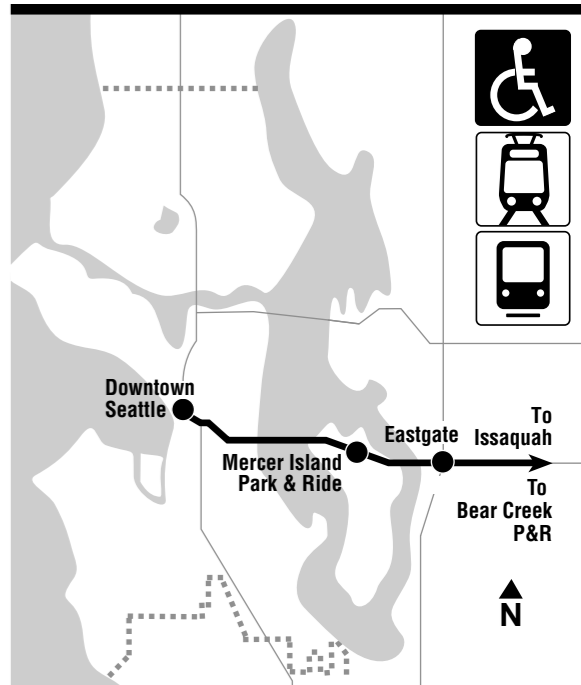 Downtown
Seattle
Mercer Island
Park & Ride
Eastgate
To
Issaquah
To
Bear Creek
P&R
N